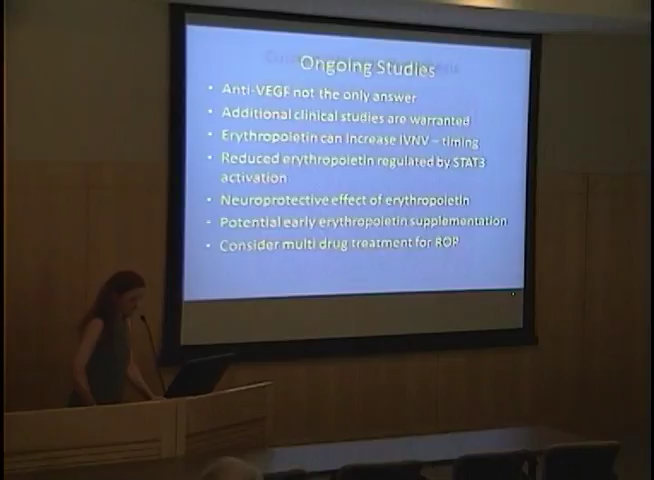 Ongoing Studies
• Anti-VEGF not the only answer
• Additional clinical studies are warranted
• Erythropoietin can increase IVNV – timing
• Reduced erythropoietin regulated by STAT3
activation
• Neuroprotective effect of erythropoietin
• Potential early erythropoietin supplementation
• Consider multi drug treatment for ROP